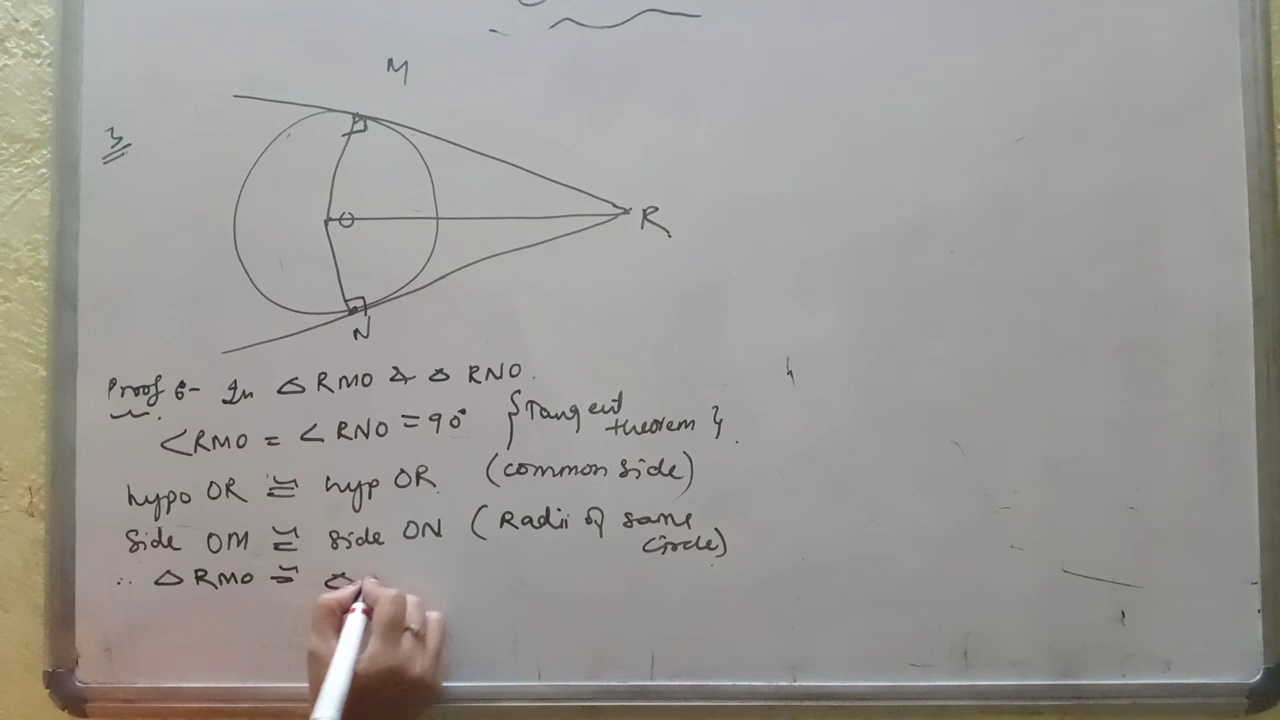 M
3
O
R
N
Proof :- In △ RMO & △ RNO.
∠RMO = ∠ RNO = 90° {Tangent
theorem}.
hypo OR ≅ hyp OR. (common side)
Side OM ≅ side ON (Radii of same
circle)
∴ △ RMO ≅ △